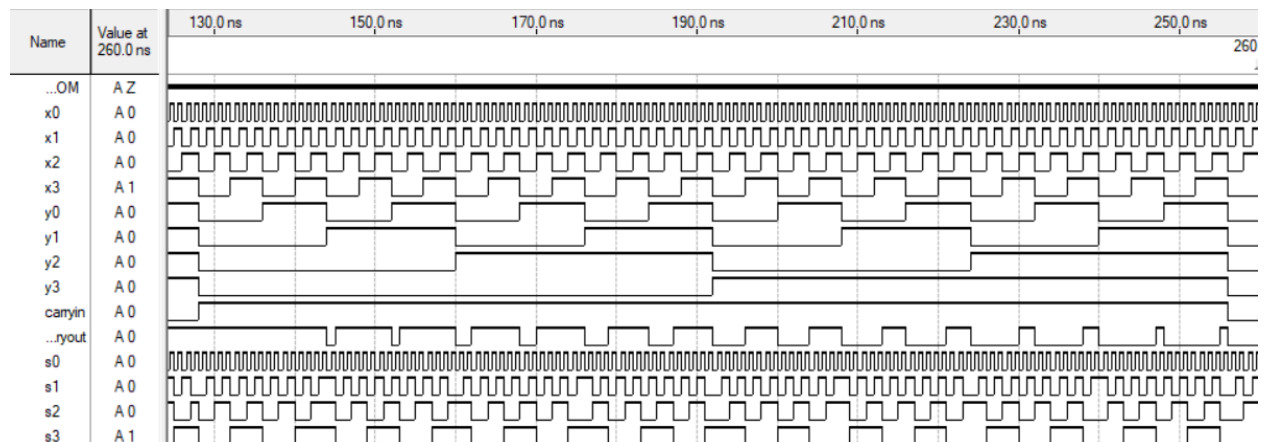 130.0 ns 150.0 ns 170.0 ns 190.0 ns 210.0 ns 230.0 ns 250.0 ns
Name Value at
260.0 ns
260
...OM A Z
x0 A 0
x1 A 0
x2 A 0
x3 A 1
y0 A 0
y1 A 0
y2 A 0
y3 A 0
carryin A 0
...ryout A 0
s0 A 0
s1 A 0
s2 A 0
s3 A 1